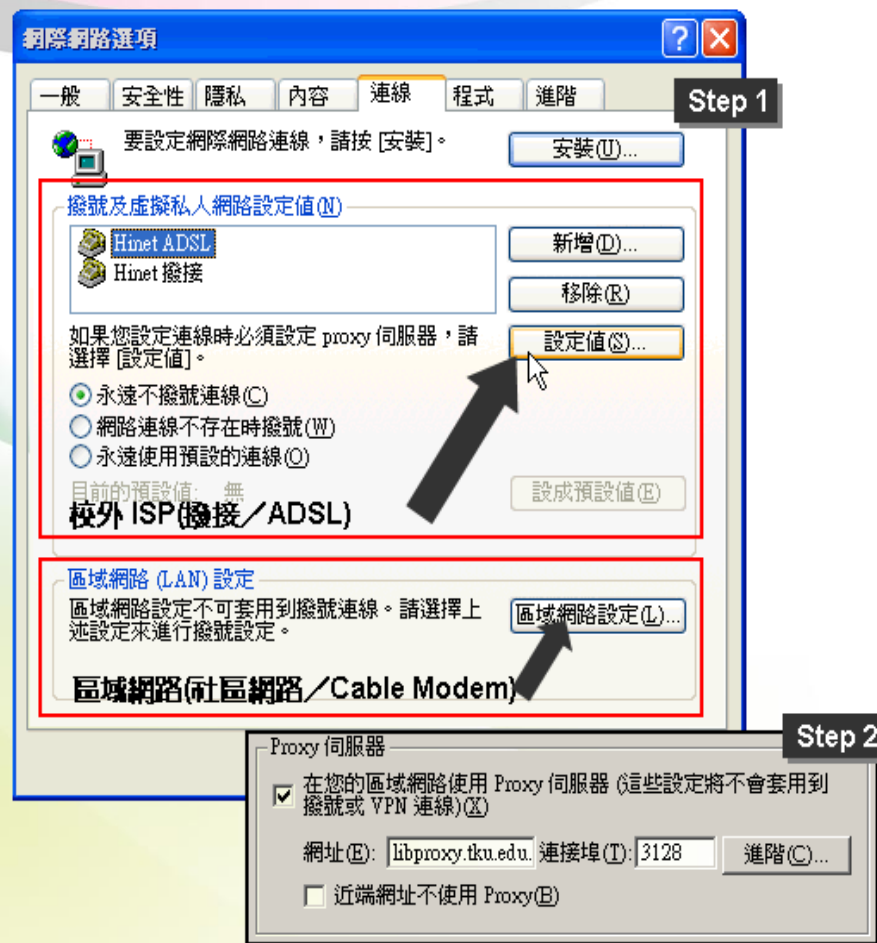 網際網路選項
一般 安全性 隱私 內容 連線 程式 進階
Step 1
要設定網際網路連線，請按 [安裝]。
安裝(U)...
撥號及虛擬私人網路設定值(N)
Hinet ADSL
Hinet 撥接
新增(D)...
移除(R)
如果您設定連線時必須設定 proxy 伺服器，請
選擇 [設定值]。
設定值(S)...
永遠不撥號連線(C)
網路連線不存在時撥號(W)
永遠使用預設的連線(O)
目前的預設值: 無
設成預設值(E)
校外 ISP(撥接／ADSL)
區域網路 (LAN) 設定
區域網路設定不可套用到撥號連線。請選擇上
述設定來進行撥號設定。
區域網路設定(L)...
區域網路(社區網路／Cable Modem)
Step 2
Proxy 伺服器
在您的區域網路使用 Proxy 伺服器 (這些設定將不會套用到
撥號或 VPN 連線)(X)
網址(E): libproxy.tku.edu. 連接埠(T): 3128 進階(C)...
近端網址不使用 Proxy(B)